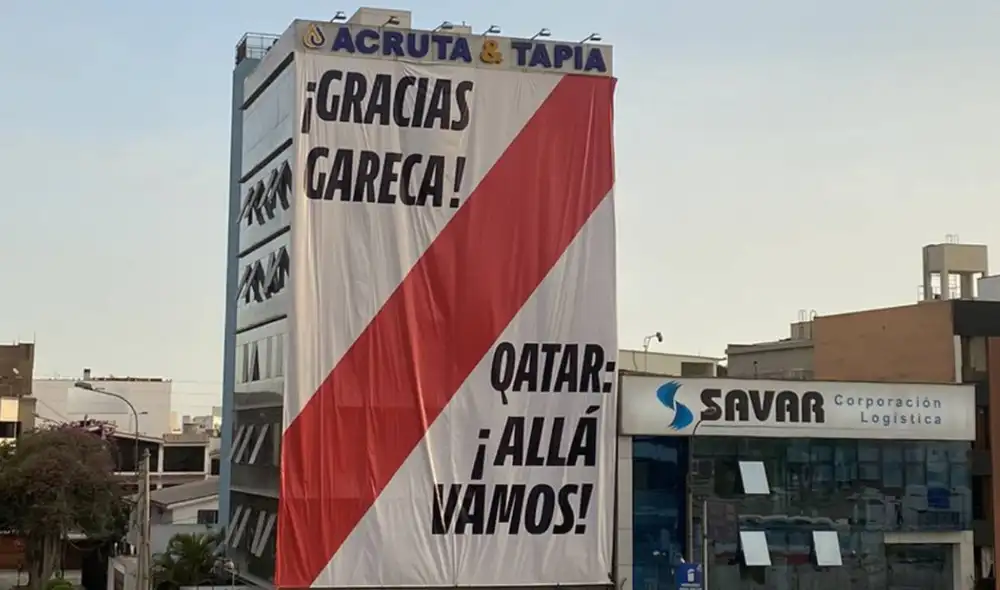 ACRUTA & TAPIA
¡GRACIAS
GARECA!
QATAR:
¡ALLÁ
VAMOS!
SAVAR Corporación
Logística